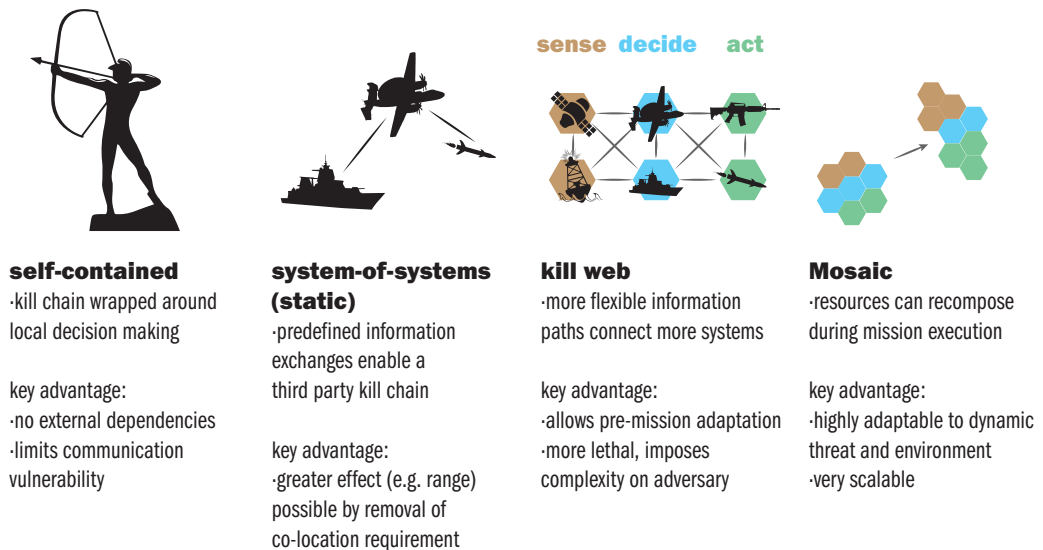 sense decide act
self-contained
·kill chain wrapped around
local decision making
key advantage:
·no external dependencies
·limits communication
vulnerability
system-of-systems
(static)
·predefined information
exchanges enable a
third party kill chain
key advantage:
·greater effect (e.g. range)
possible by removal of
co-location requirement
kill web
·more flexible information
paths connect more systems
key advantage:
·allows pre-mission adaptation
·more lethal, imposes
complexity on adversary
Mosaic
·resources can recompose
during mission execution
key advantage:
·highly adaptable to dynamic
threat and environment
·very scalable